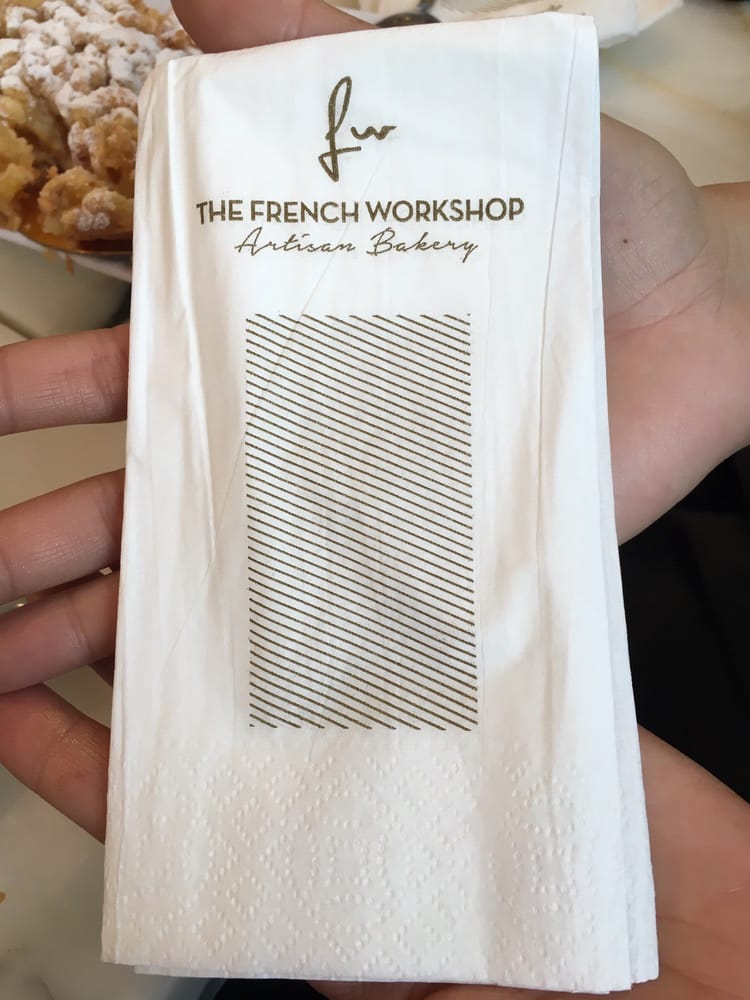 fw
THE FRENCH WORKSHOP
Artisan Bakery